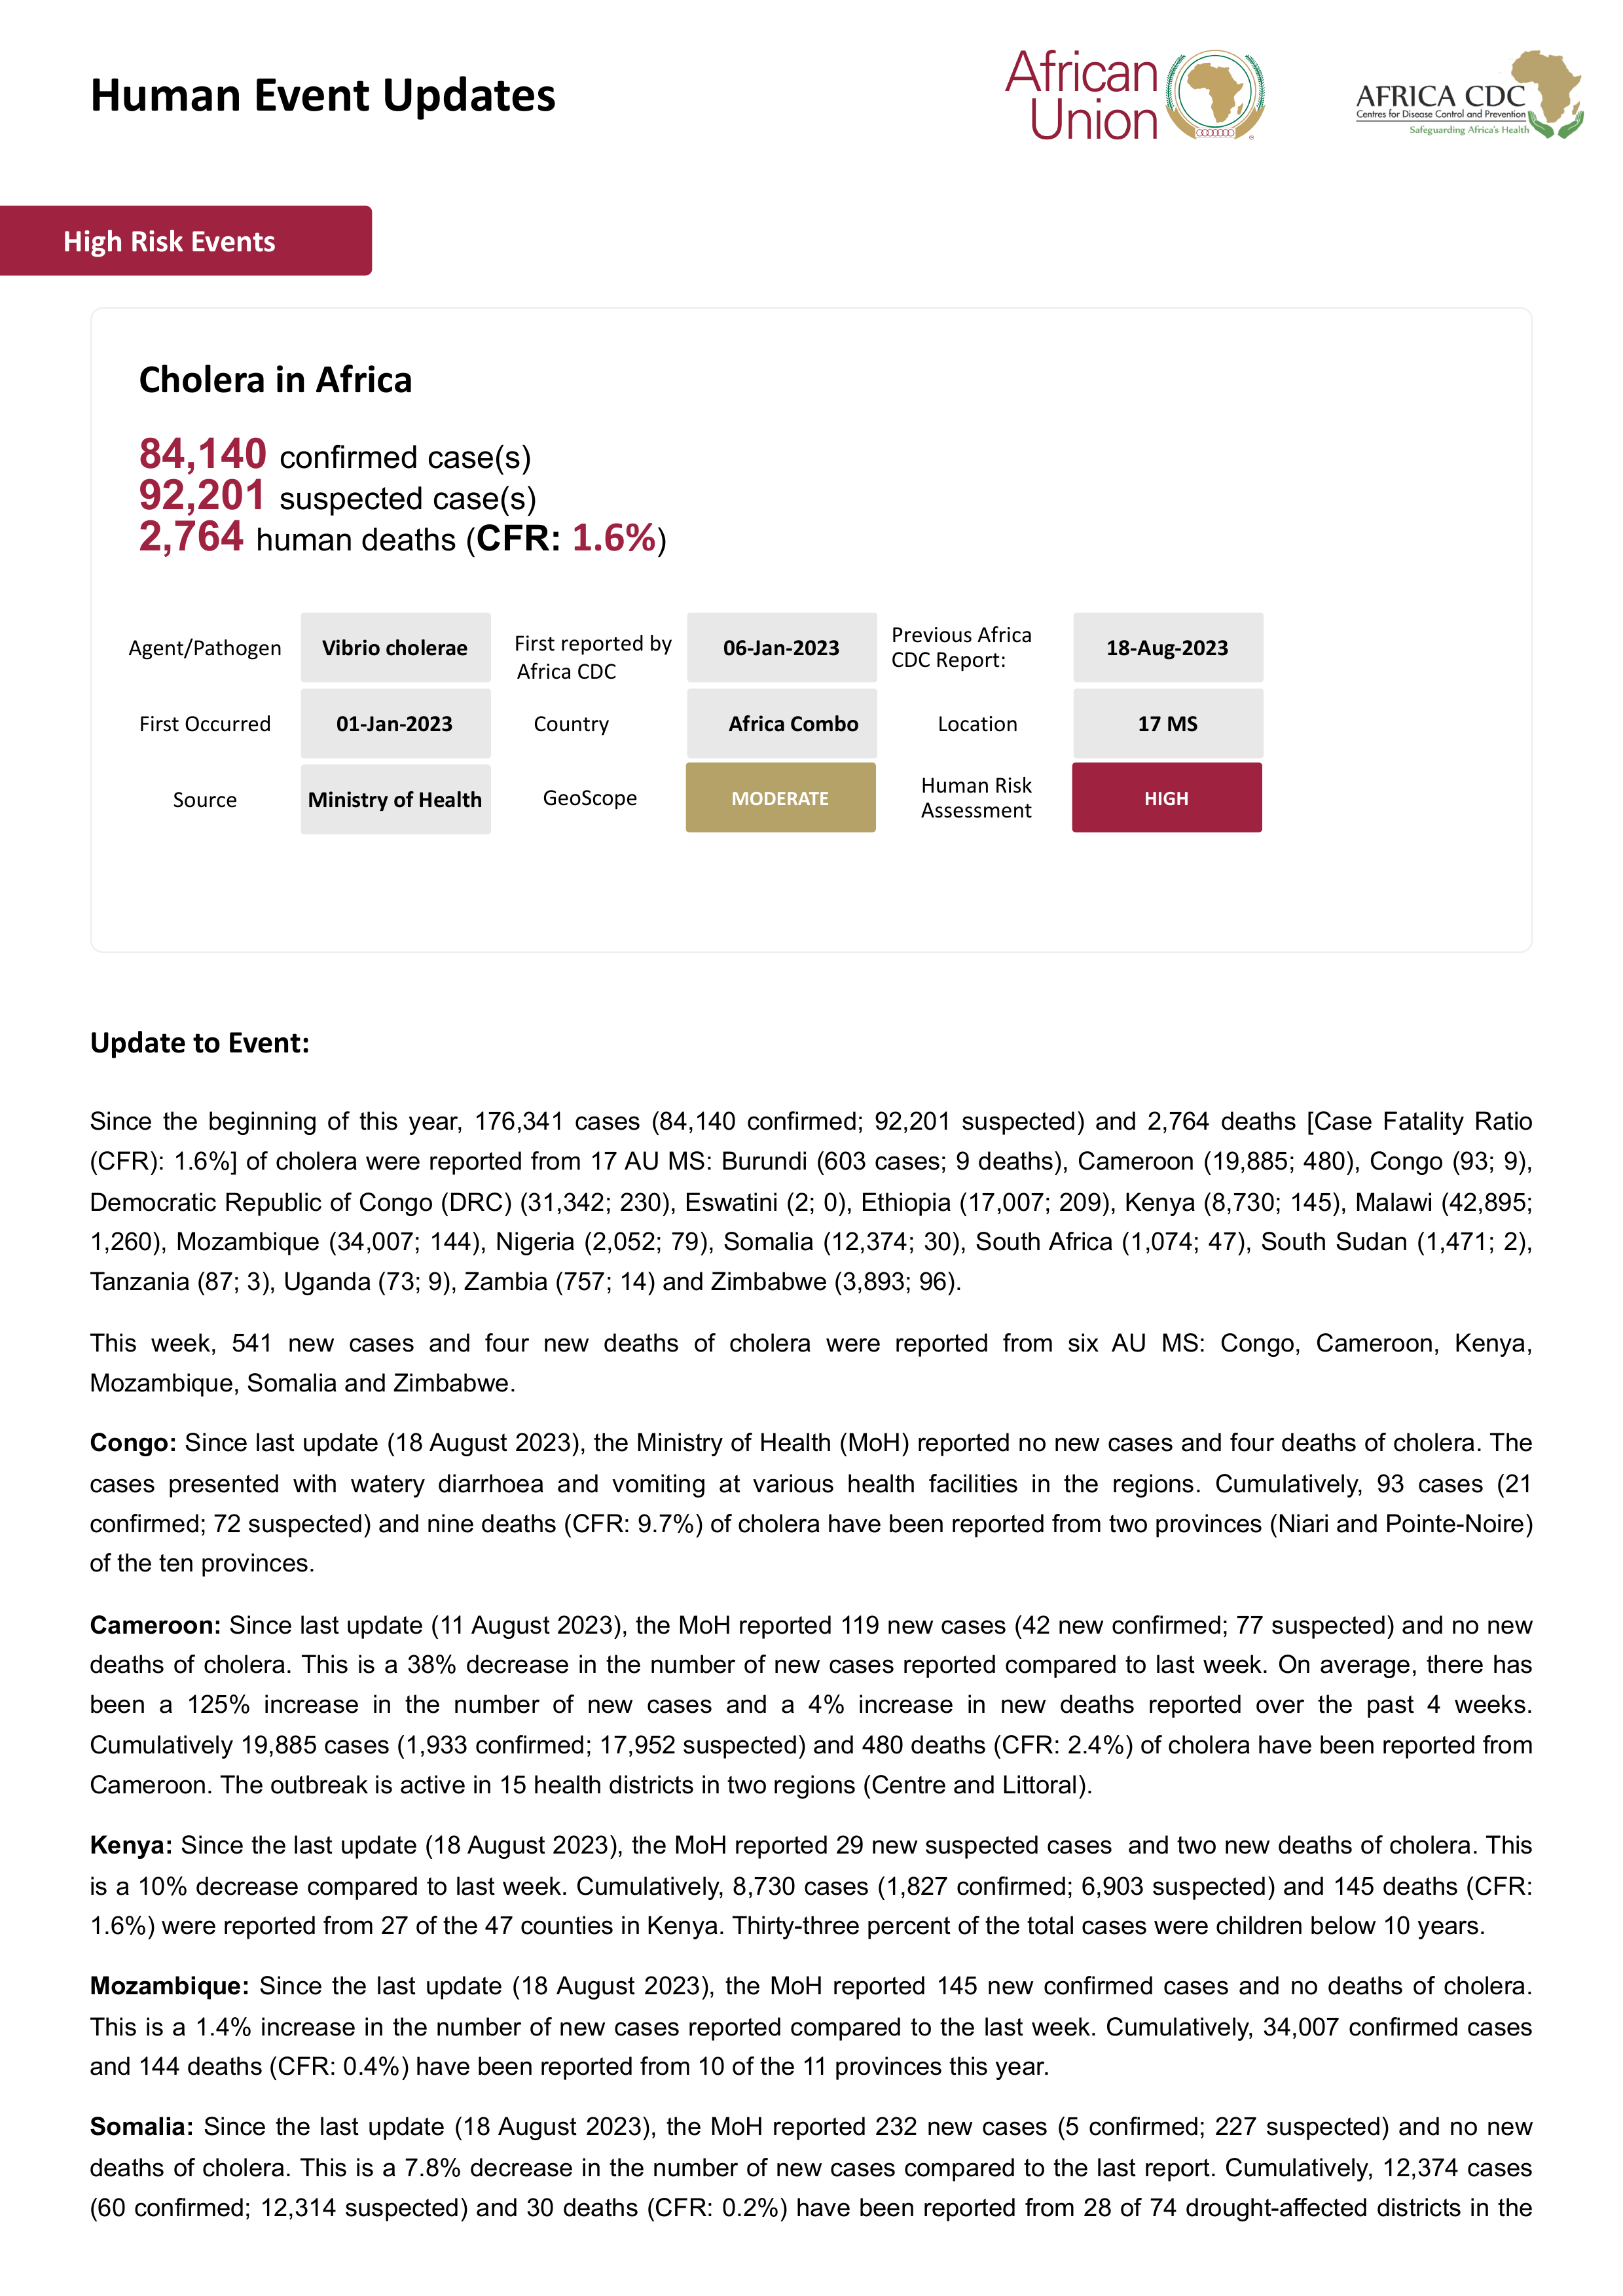 Human Event Updates
African
Union
AFRICA CDC
Centres for Disease Control and Prevention
Safeguarding Africa's Health
High Risk Events
Cholera in Africa
84,140 confirmed case(s)
92,201 suspected case(s)
2,764 human deaths (CFR: 1.6%)
Agent/Pathogen
Vibrio cholerae
First reported by
Africa CDC
06-Jan-2023
Previous Africa
CDC Report:
18-Aug-2023
First Occurred
01-Jan-2023
Country
Africa Combo
Location
17 MS
Source
Ministry of Health
GeoScope
MODERATE
Human Risk
Assessment
HIGH
Update to Event:
Since the beginning of this year, 176,341 cases (84,140 confirmed; 92,201 suspected) and 2,764 deaths [Case Fatality Ratio
(CFR): 1.6%] of cholera were reported from 17 AU MS: Burundi (603 cases; 9 deaths), Cameroon (19,885; 480), Congo (93; 9),
Democratic Republic of Congo (DRC) (31,342; 230), Eswatini (2; 0), Ethiopia (17,007; 209), Kenya (8,730; 145), Malawi (42,895;
1,260), Mozambique (34,007; 144), Nigeria (2,052; 79), Somalia (12,374; 30), South Africa (1,074; 47), South Sudan (1,471; 2),
Tanzania (87; 3), Uganda (73; 9), Zambia (757; 14) and Zimbabwe (3,893; 96).
This week, 541 new cases and four new deaths of cholera were reported from six AU MS: Congo, Cameroon, Kenya,
Mozambique, Somalia and Zimbabwe.
Congo: Since last update (18 August 2023), the Ministry of Health (MoH) reported no new cases and four deaths of cholera. The
cases presented with watery diarrhoea and vomiting at various health facilities in the regions. Cumulatively, 93 cases (21
confirmed; 72 suspected) and nine deaths (CFR: 9.7%) of cholera have been reported from two provinces (Niari and Pointe-Noire)
of the ten provinces.
Cameroon: Since last update (11 August 2023), the MoH reported 119 new cases (42 new confirmed; 77 suspected) and no new
deaths of cholera. This is a 38% decrease in the number of new cases reported compared to last week. On average, there has
been a 125% increase in the number of new cases and a 4% increase in new deaths reported over the past 4 weeks.
Cumulatively 19,885 cases (1,933 confirmed; 17,952 suspected) and 480 deaths (CFR: 2.4%) of cholera have been reported from
Cameroon. The outbreak is active in 15 health districts in two regions (Centre and Littoral).
Kenya: Since the last update (18 August 2023), the MoH reported 29 new suspected cases and two new deaths of cholera. This
is a 10% decrease compared to last week. Cumulatively, 8,730 cases (1,827 confirmed; 6,903 suspected) and 145 deaths (CFR:
1.6%) were reported from 27 of the 47 counties in Kenya. Thirty-three percent of the total cases were children below 10 years.
Mozambique: Since the last update (18 August 2023), the MoH reported 145 new confirmed cases and no deaths of cholera.
This is a 1.4% increase in the number of new cases reported compared to the last week. Cumulatively, 34,007 confirmed cases
and 144 deaths (CFR: 0.4%) have been reported from 10 of the 11 provinces this year.
Somalia: Since the last update (18 August 2023), the MoH reported 232 new cases (5 confirmed; 227 suspected) and no new
deaths of cholera. This is a 7.8% decrease in the number of new cases compared to the last report. Cumulatively, 12,374 cases
(60 confirmed; 12,314 suspected) and 30 deaths (CFR: 0.2%) have been reported from 28 of 74 drought-affected districts in the